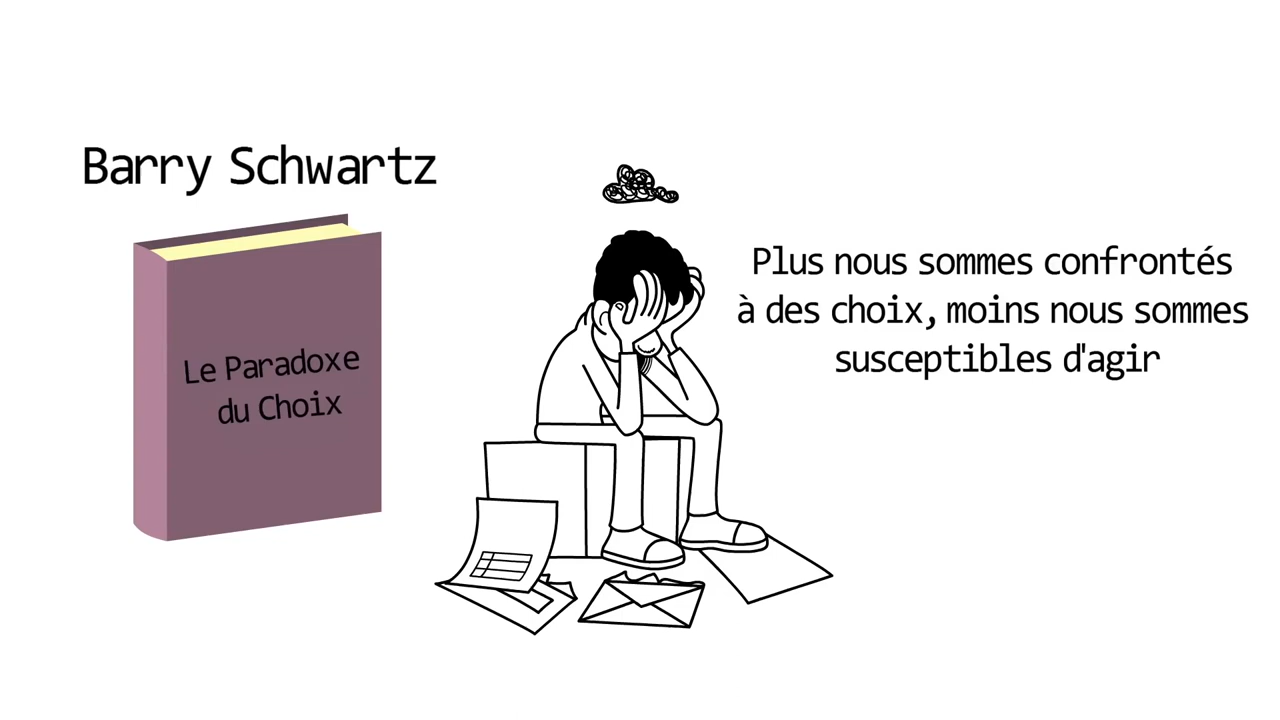 Barry Schwartz
Le Paradoxe
du Choix
Plus nous sommes confrontés
à des choix, moins nous sommes
susceptibles d'agir